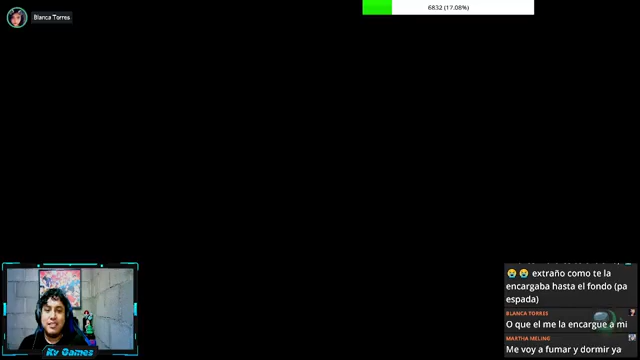 Blanca Torres
6832 (17.08%)
😭 😭 extraño como te la
encargaba hasta el fondo (pa
espada)
BLANCA TORRES
O que el me la encargue a mi
MARTHA MELING
Me voy a fumar y dormir ya
Kv Games